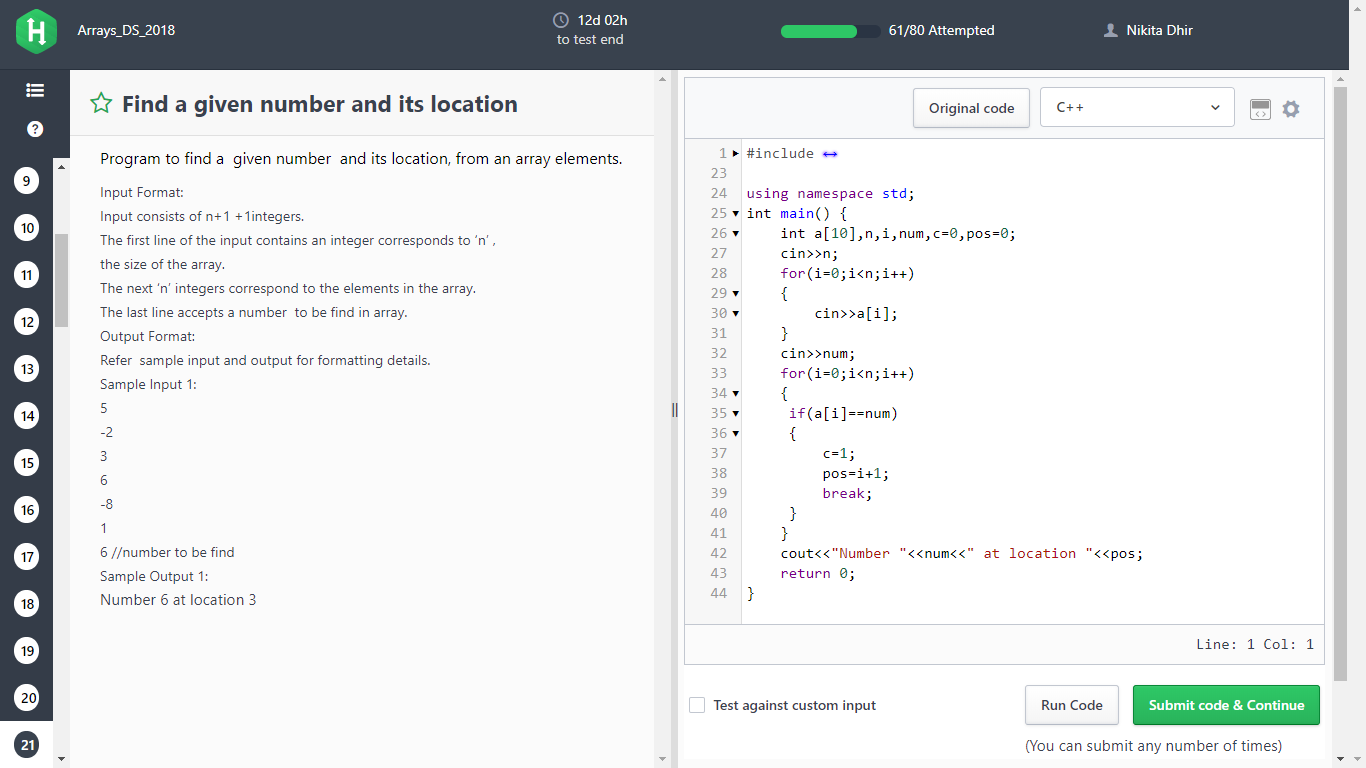 Arrays_DS_2018
12d 02h
to test end
61/80 Attempted
Nikita Dhir
?
9
10
11
12
13
14
15
16
17
18
19
20
21
Find a given number and its location
Program to find a  given number  and its location, from an array elements.
Input Format:
Input consists of n+1 +1integers.
The first line of the input contains an integer corresponds to ‘n’ ,
the size of the array.
The next ‘n’ integers correspond to the elements in the array.
The last line accepts a number  to be find in array.
Output Format:
Refer  sample input and output for formatting details.
Sample Input 1:
5
-2
3
6
-8
1
6 //number to be find
Sample Output 1:
Number 6 at location 3
Original code
C++
1 #include
23
24 using namespace std;
25 int main() {
26     int a[10],n,i,num,c=0,pos=0;
27     cin>>n;
28     for(i=0;i<n;i++)
29     {
30         cin>>a[i];
31     }
32     cin>>num;
33     for(i=0;i<n;i++)
34     {
35      if(a[i]==num)
36      {
37          c=1;
38          pos=i+1;
39          break;
40      }
41     }
42     cout<<"Number "<<num<<" at location "<<pos;
43     return 0;
44 }
Line: 1 Col: 1
Test against custom input
Run Code
Submit code & Continue
(You can submit any number of times)